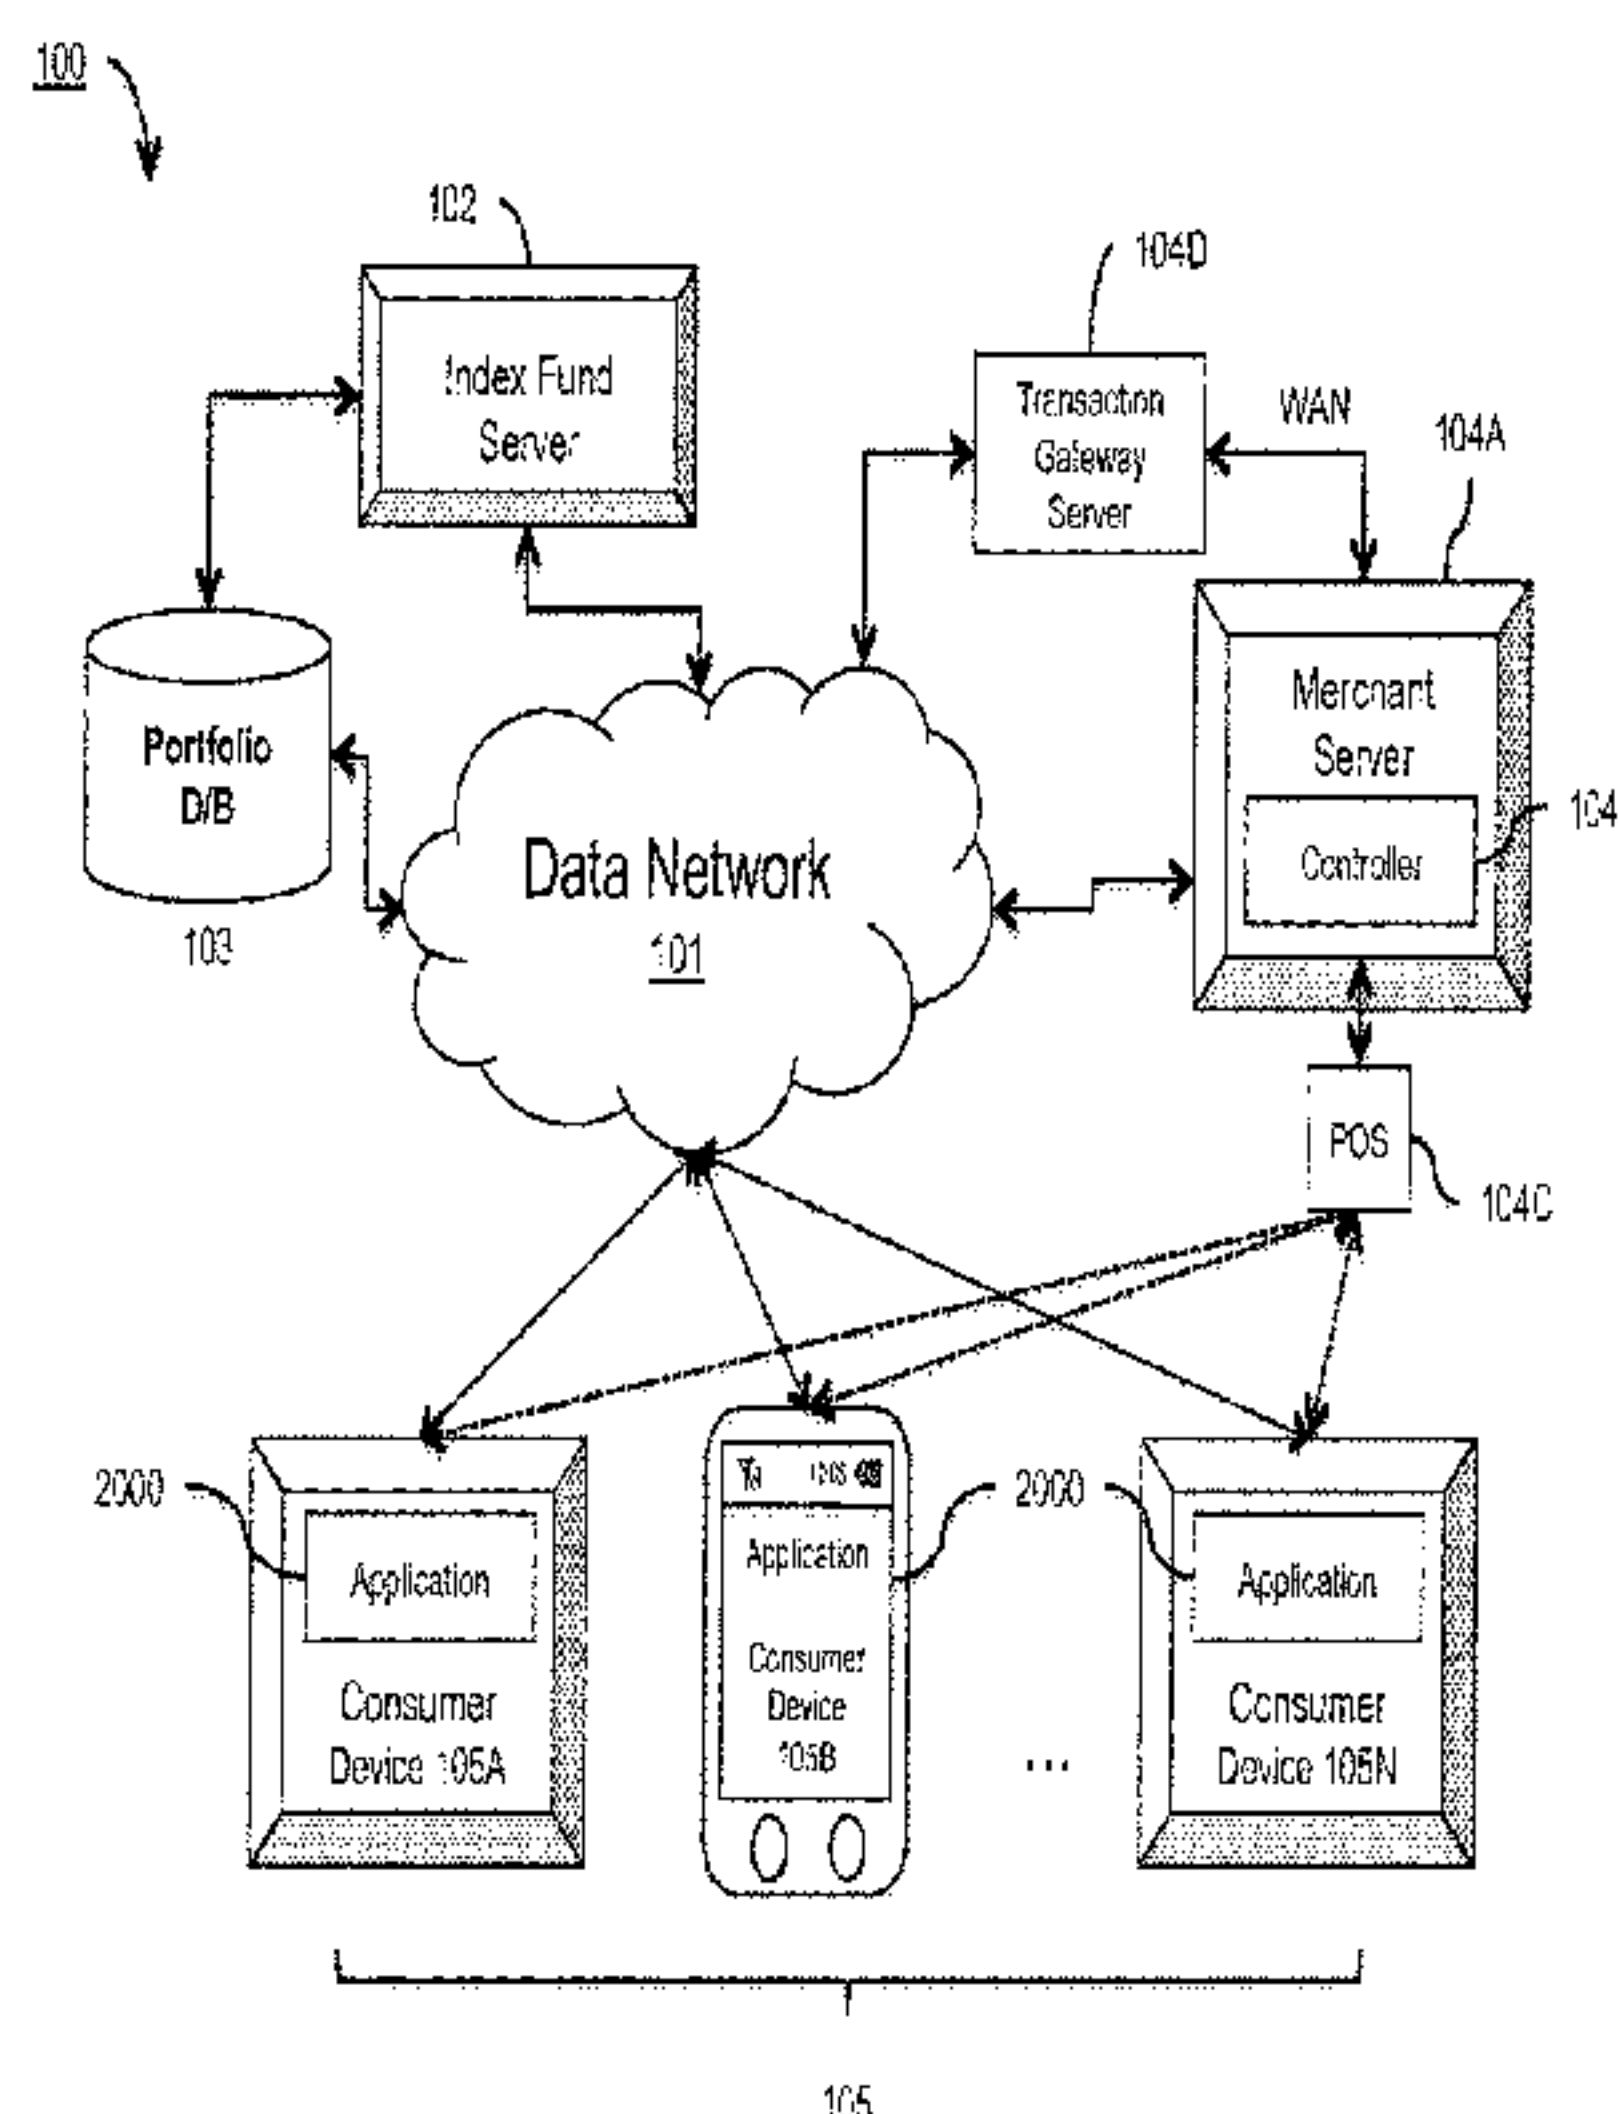 100
102
104D
Index Fund
Server
Transaction
Gateway
Server
WAN
104A
Portfolio
D/B
103
Merchant
Server
Controller
104
Data Network
101
POS
104C
2000
Application
Consumer
Device 105A
Application
Consumer
Device
105B
2000
...
Application
Consumer
Device 105N
105